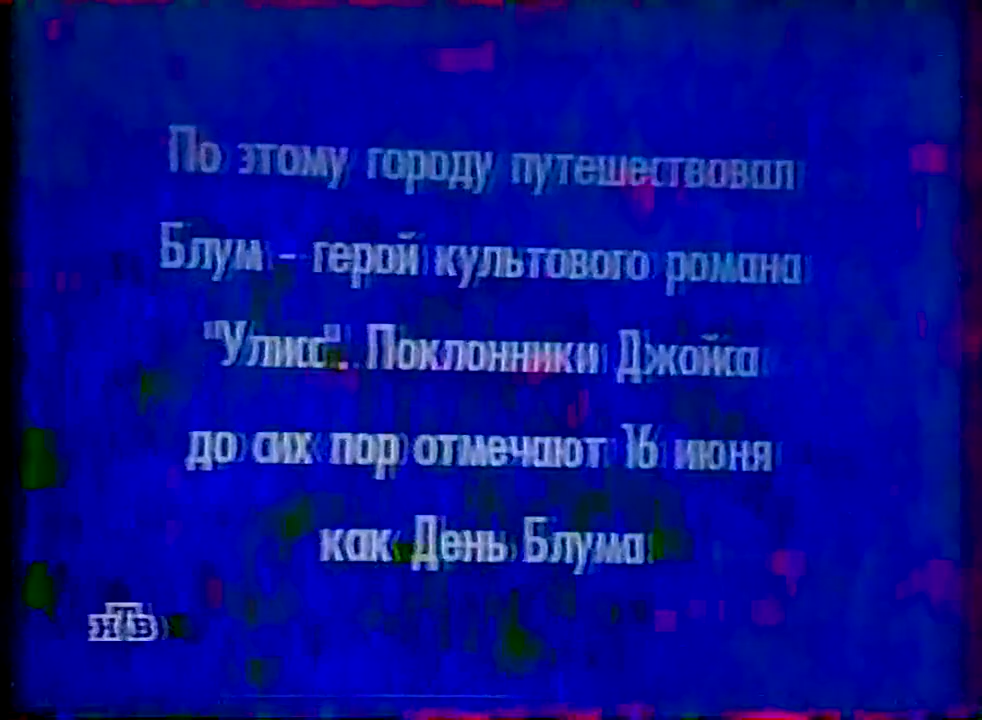 По этому городу путешествовал
Блум - герой культового романа
"Улисс". Поклонники Джойса
до сих пор отмечают 16 июня
как День Блума
НТВ